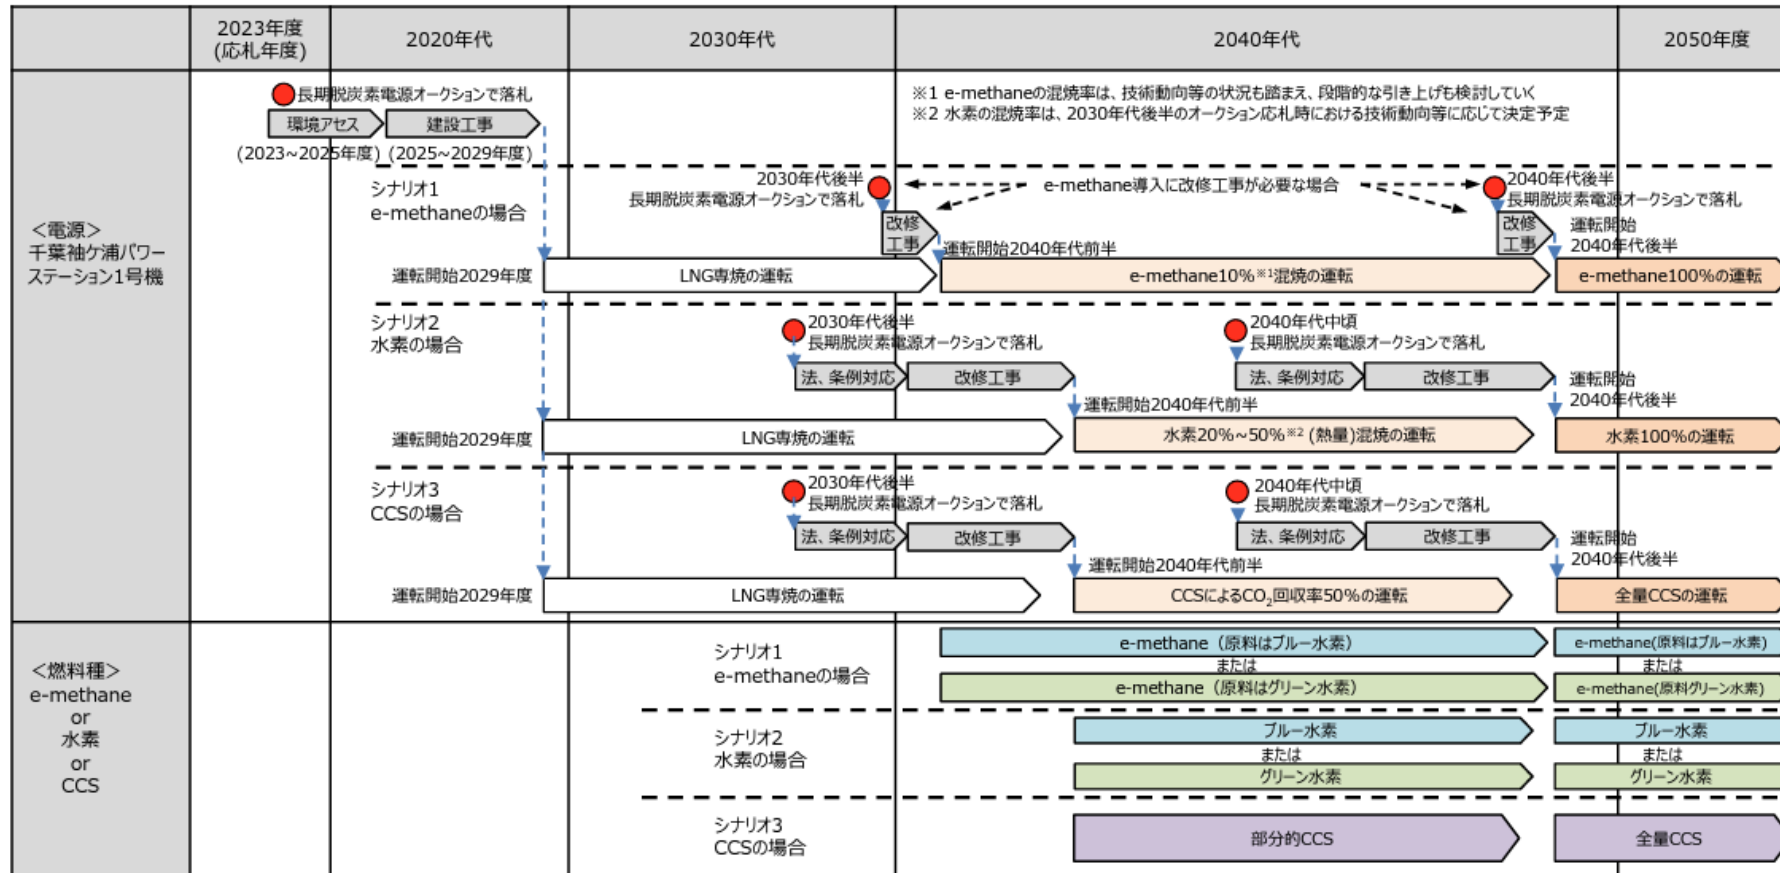 2023年度
(応札年度)
2020年代
2030年代
2040年代
2050年度
<電源>
千葉袖ケ浦パワー
ステーション1号機
長期脱炭素電源オークションで落札
環境アセス
建設工事
(2023~2025年度)
(2025~2029年度)
※1 e-methaneの混焼率は、技術動向等の状況も踏まえ、段階的な引き上げも検討していく
※2 水素の混焼率は、2030年代後半のオークション応札時における技術動向等に応じて決定予定
シナリオ1
e-methaneの場合
2030年代後半
長期脱炭素電源オークションで落札
e-methane導入に改修工事が必要な場合
2040年代後半
長期脱炭素電源オークションで落札
改修
工事
運転開始2040年代前半
改修
工事
運転開始
2040年代後半
運転開始2029年度
LNG専焼の運転
e-methane10%※1混焼の運転
e-methane100%の運転
シナリオ2
水素の場合
2030年代後半
長期脱炭素電源オークションで落札
2040年代中頃
長期脱炭素電源オークションで落札
法、条例対応
改修工事
法、条例対応
改修工事
運転開始
2040年代後半
運転開始2040年代前半
運転開始2029年度
LNG専焼の運転
水素20%~50%※2 (熱量)混焼の運転
水素100%の運転
シナリオ3
CCSの場合
2030年代後半
長期脱炭素電源オークションで落札
2040年代中頃
長期脱炭素電源オークションで落札
法、条例対応
改修工事
法、条例対応
改修工事
運転開始
2040年代後半
運転開始2040年代前半
運転開始2029年度
LNG専焼の運転
CCSによるCO2回収率50%の運転
全量CCSの運転
<燃料種>
e-methane
or
水素
or
CCS
シナリオ1
e-methaneの場合
e-methane(原料はブルー水素)
または
e-methane(原料はグリーン水素)
e-methane(原料はブルー水素)
または
e-methane(原料グリーン水素)
シナリオ2
水素の場合
ブルー水素
または
グリーン水素
ブルー水素
または
グリーン水素
シナリオ3
CCSの場合
部分的CCS
全量CCS